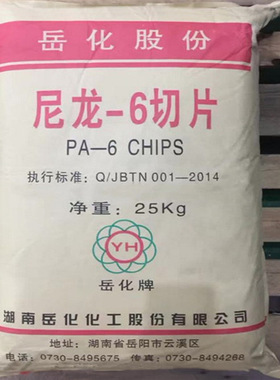 岳化股份
尼龙-6切片
PA-6 CHIPS
执行标准：Q/JBTN 001-2014
净重：25Kg
YH
岳化牌
湖南岳化化工股份有限公司
地址：湖南省岳阳市云溪区
电话：0730-8495675 传真：0730-8494268